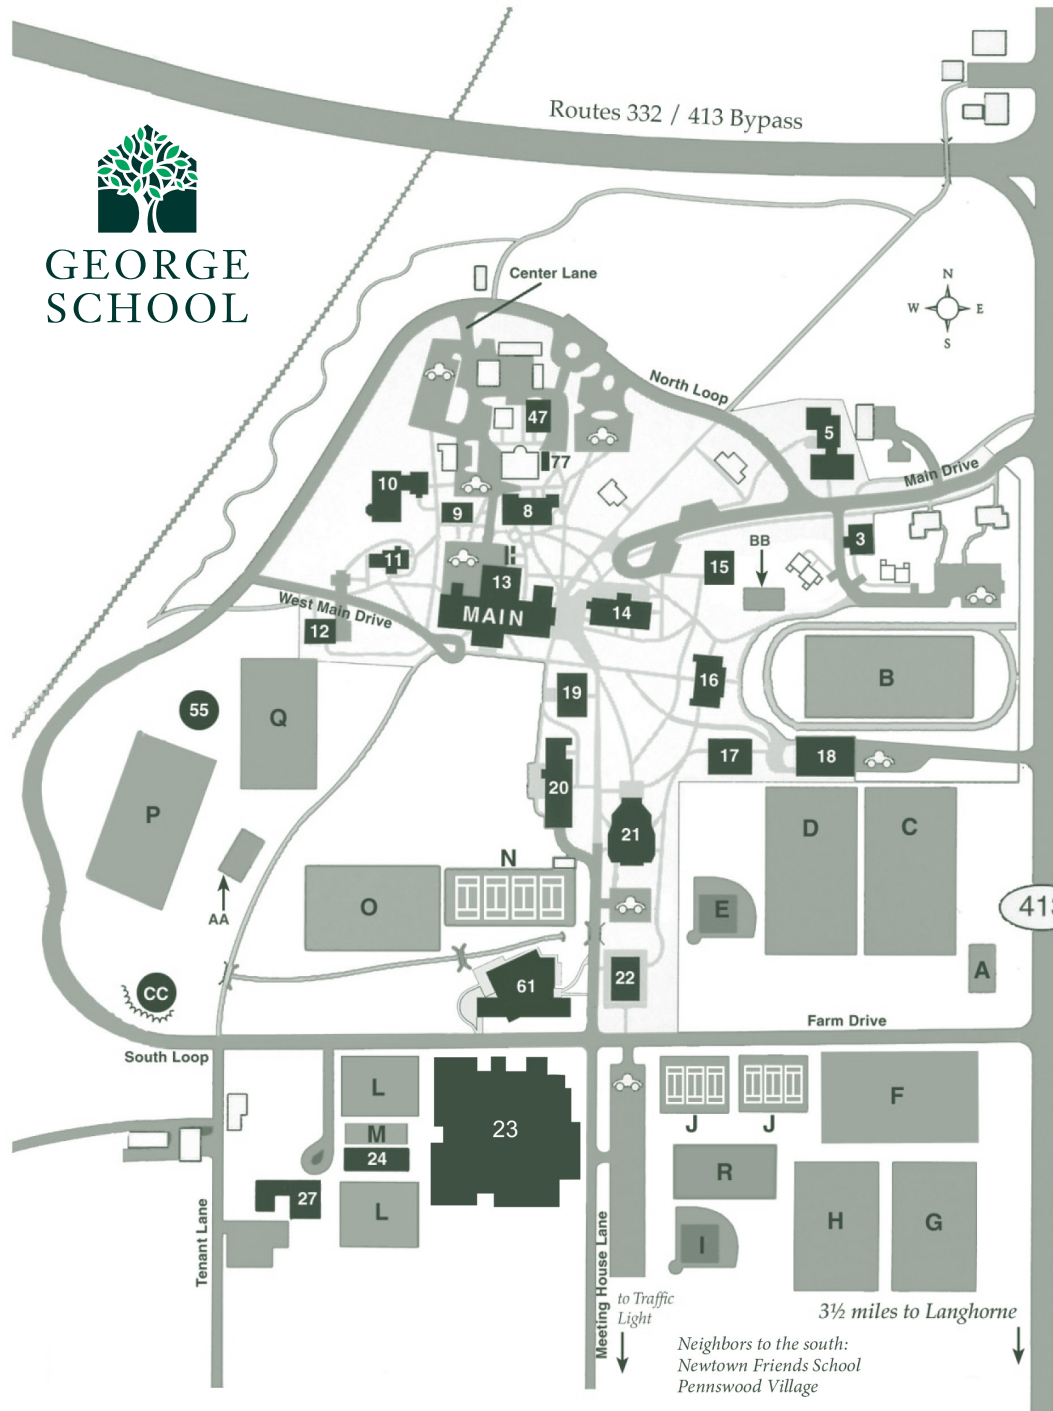 Routes 332 / 413 Bypass
GEORGE
SCHOOL
Center Lane
N
W
E
S
North Loop
47
5
77
Main Drive
10
9
8
3
BB
11
13
15
West Main Drive
MAIN
14
12
16
B
19
55
Q
17
18
20
P
21
D
C
N
O
E
413
AA
A
61
22
CC
Farm Drive
South Loop
L
J
J
F
M
23
24
R
27
L
H
G
I
Tenant Lane
Meeting House Lane
to Traffic
Light
3½ miles to Langhorne
Neighbors to the south:
Newtown Friends School
Pennswood Village